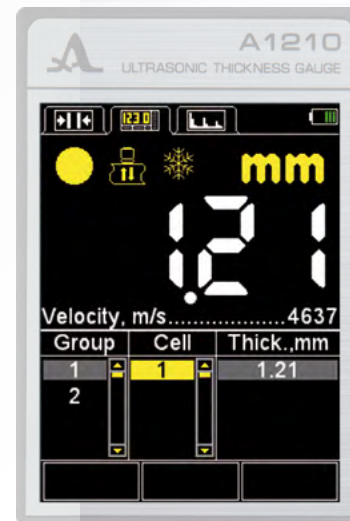 A1210
ULTRASONIC THICKNESS GAUGE
123.0
mm
1.21
Velocity, m/s....................4637
Group Cell Thick.,mm
1 1 1.21
2